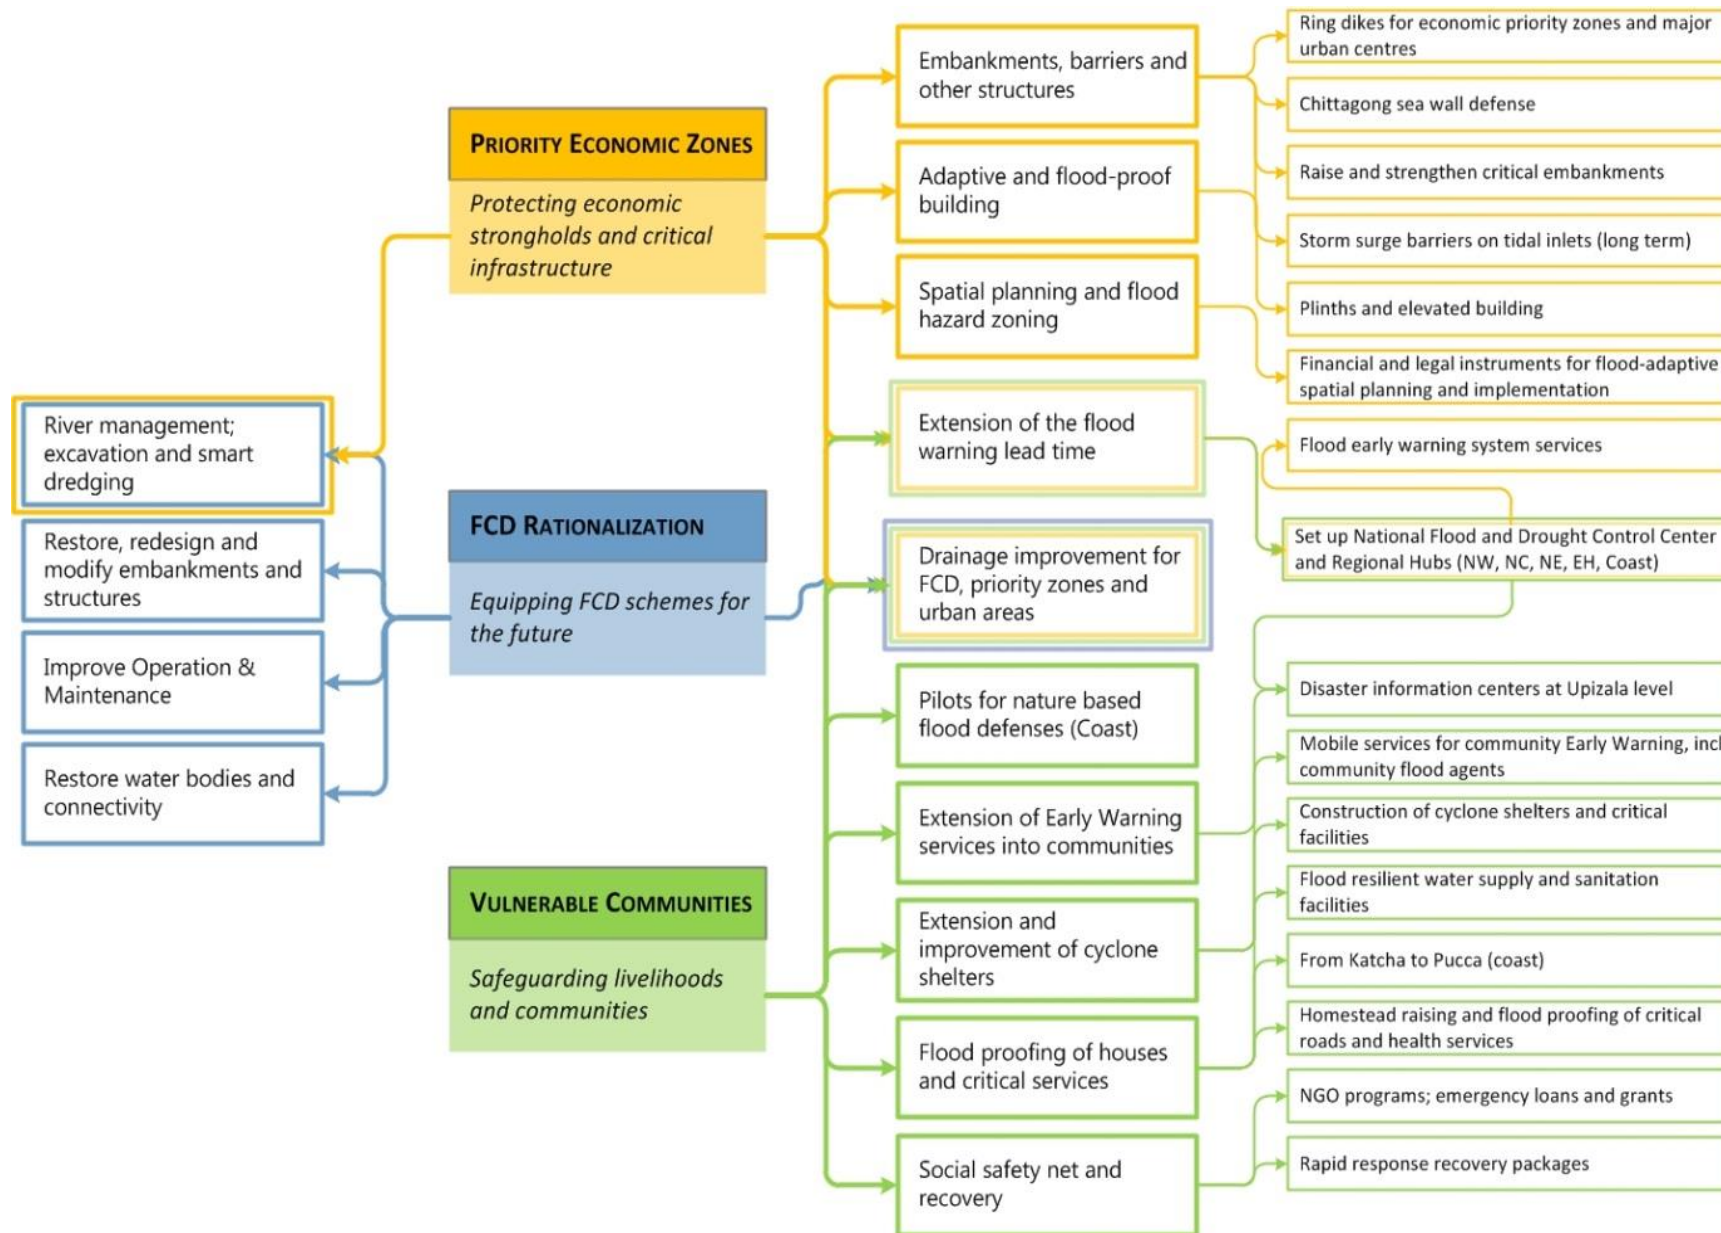 River management;
excavation and smart
dredging
Restore, redesign and
modify embankments and
structures
Improve Operation &
Maintenance
Restore water bodies and
connectivity
PRIORITY ECONOMIC ZONES
Protecting economic
strongholds and critical
infrastructure
FCD RATIONALIZATION
Equipping FCD schemes for
the future
VULNERABLE COMMUNITIES
Safeguarding livelihoods
and communities
Embankments, barriers and
other structures
Adaptive and flood-proof
building
Spatial planning and flood
hazard zoning
Extension of the flood
warning lead time
Drainage improvement for
FCD, priority zones and
urban areas
Pilots for nature based
flood defenses (Coast)
Extension of Early Warning
services into communities
Extension and
improvement of cyclone
shelters
Flood proofing of houses
and critical services
Social safety net and
recovery
Ring dikes for economic priority zones and major
urban centres
Chittagong sea wall defense
Raise and strengthen critical embankments
Storm surge barriers on tidal inlets (long term)
Plinths and elevated building
Financial and legal instruments for flood-adaptive
spatial planning and implementation
Flood early warning system services
Set up National Flood and Drought Control Center
and Regional Hubs (NW, NC, NE, EH, Coast)
Disaster information centers at Upizala level
Mobile services for community Early Warning, incl
community flood agents
Construction of cyclone shelters and critical
facilities
Flood resilient water supply and sanitation
facilities
From Katcha to Pucca (coast)
Homestead raising and flood proofing of critical
roads and health services
NGO programs; emergency loans and grants
Rapid response recovery packages